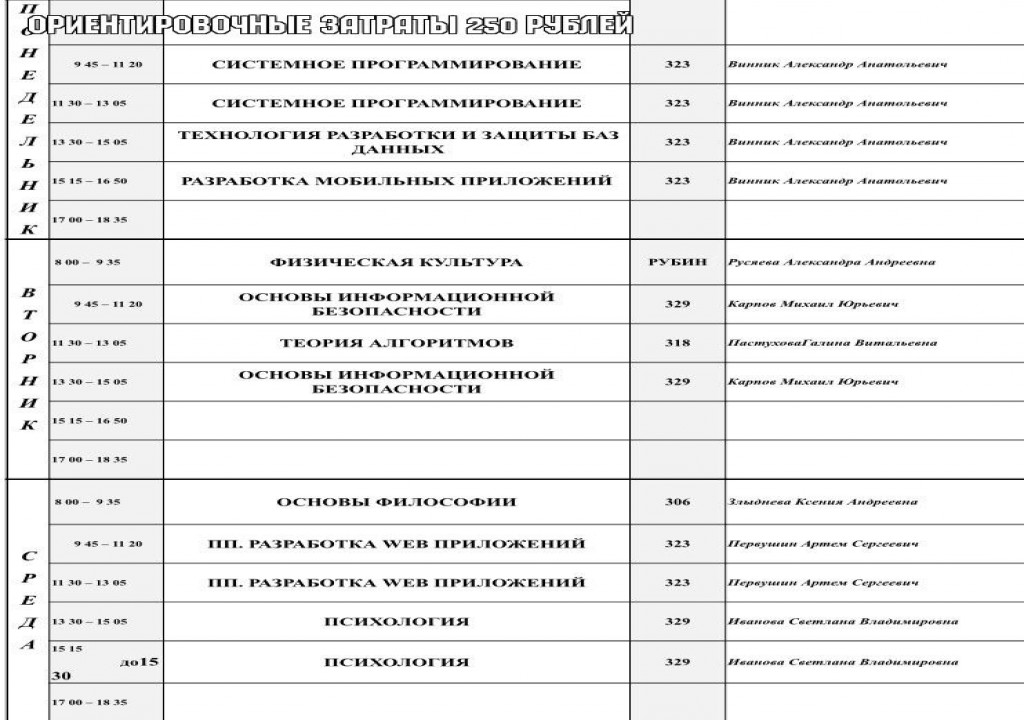 ПОНЕДЕЛЬНИК
ОРИЕНТИРОВОЧНЫЕ ЗАТРАТЫ 250 РУБЛЕЙ
9 45 – 11 20 СИСТЕМНОЕ ПРОГРАММИРОВАНИЕ 323 Винник Александр Анатольевич
11 30 – 13 05 СИСТЕМНОЕ ПРОГРАММИРОВАНИЕ 323 Винник Александр Анатольевич
13 30 – 15 05 ТЕХНОЛОГИЯ РАЗРАБОТКИ И ЗАЩИТЫ БАЗ
ДАННЫХ 323 Винник Александр Анатольевич
15 15 – 16 50 РАЗРАБОТКА МОБИЛЬНЫХ ПРИЛОЖЕНИЙ 323 Винник Александр Анатольевич
17 00 – 18 35
ВТОРНИК
8 00 – 9 35 ФИЗИЧЕСКАЯ КУЛЬТУРА РУБИН Русяева Александра Андреевна
9 45 – 11 20 ОСНОВЫ ИНФОРМАЦИОННОЙ
БЕЗОПАСНОСТИ 329 Карпов Михаил Юрьевич
11 30 – 13 05 ТЕОРИЯ АЛГОРИТМОВ 318 ПастуховаГалина Витальевна
13 30 – 15 05 ОСНОВЫ ИНФОРМАЦИОННОЙ
БЕЗОПАСНОСТИ 329 Карпов Михаил Юрьевич
15 15 – 16 50
17 00 – 18 35
СРЕДА
8 00 – 9 35 ОСНОВЫ ФИЛОСОФИИ 306 Злыднева Ксения Андреевна
9 45 – 11 20 ПП. РАЗРАБОТКА WEB ПРИЛОЖЕНИЙ 323 Первушин Артем Сергеевич
11 30 – 13 05 ПП. РАЗРАБОТКА WEB ПРИЛОЖЕНИЙ 323 Первушин Артем Сергеевич
13 30 – 15 05 ПСИХОЛОГИЯ 329 Иванова Светлана Владимировна
15 15
до15 ПСИХОЛОГИЯ 329 Иванова Светлана Владимировна
30
17 00 – 18 35